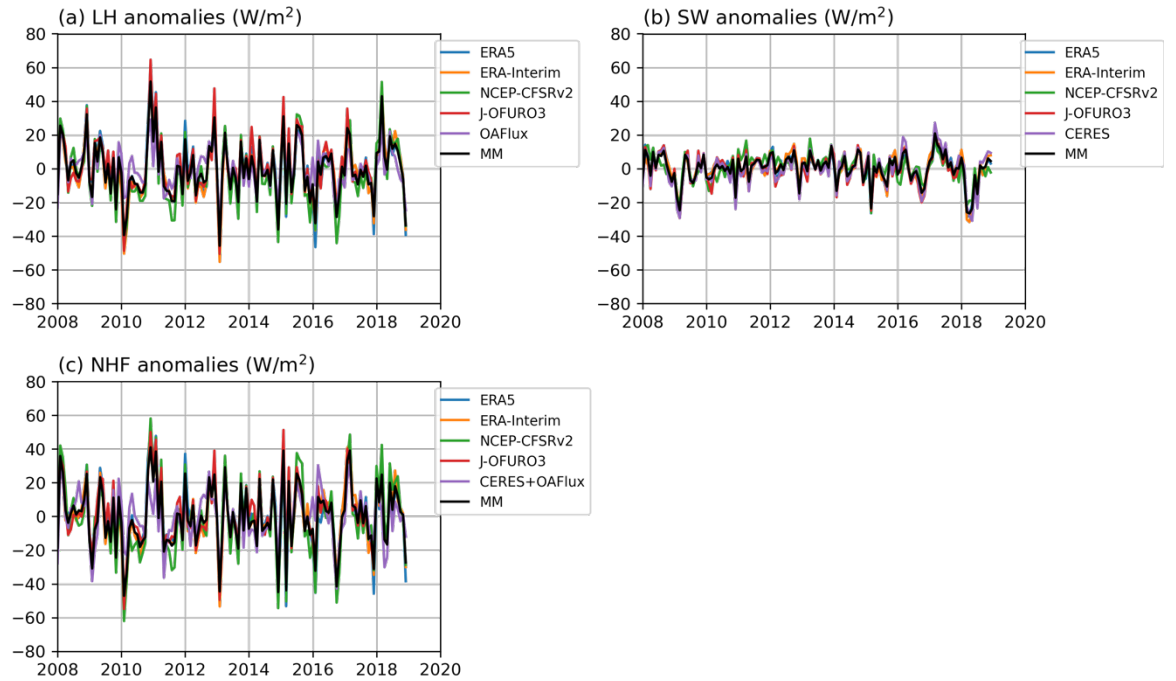 (a) LH anomalies (W/m²)
80
60
40
20
0
−20
−40
−60
−80
2008 2010 2012 2014 2016 2018 2020
ERA5
ERA-Interim
NCEP-CFSRv2
J-OFURO3
OAFlux
MM
(b) SW anomalies (W/m²)
80
60
40
20
0
−20
−40
−60
−80
2008 2010 2012 2014 2016 2018 2020
ERA5
ERA-Interim
NCEP-CFSRv2
J-OFURO3
CERES
MM
(c) NHF anomalies (W/m²)
80
60
40
20
0
−20
−40
−60
−80
2008 2010 2012 2014 2016 2018 2020
ERA5
ERA-Interim
NCEP-CFSRv2
J-OFURO3
CERES+OAFlux
MM